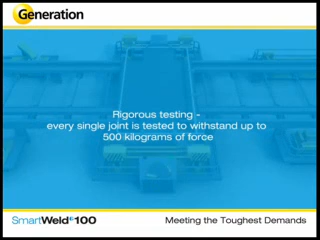 Generation
Rigorous testing -
every single joint is tested to withstand up to
500 kilograms of force
SmartWeld®100
Meeting the Toughest Demands